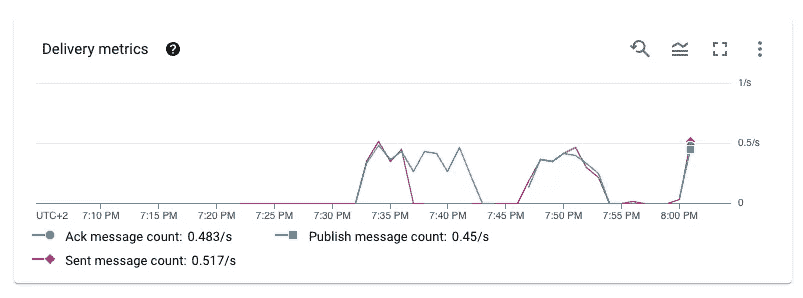 Delivery metrics ?
1/s
0.5/s
0
UTC+2 7:10 PM 7:15 PM 7:20 PM 7:25 PM 7:30 PM 7:35 PM 7:40 PM 7:45 PM 7:50 PM 7:55 PM 8:00 PM
Ack message count: 0.483/s Publish message count: 0.45/s
Sent message count: 0.517/s